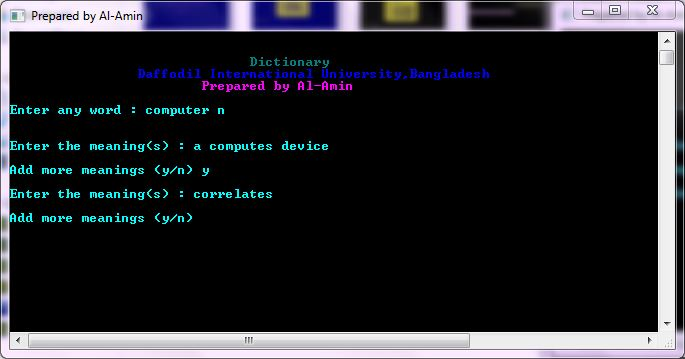 Prepared by Al-Amin
Dictionary
Daffodil International University,Bangladesh
Prepared by Al-Amin
Enter any word : computer n
Enter the meaning(s) : a computes device
Add more meanings (y/n) y
Enter the meaning(s) : correlates
Add more meanings (y/n)